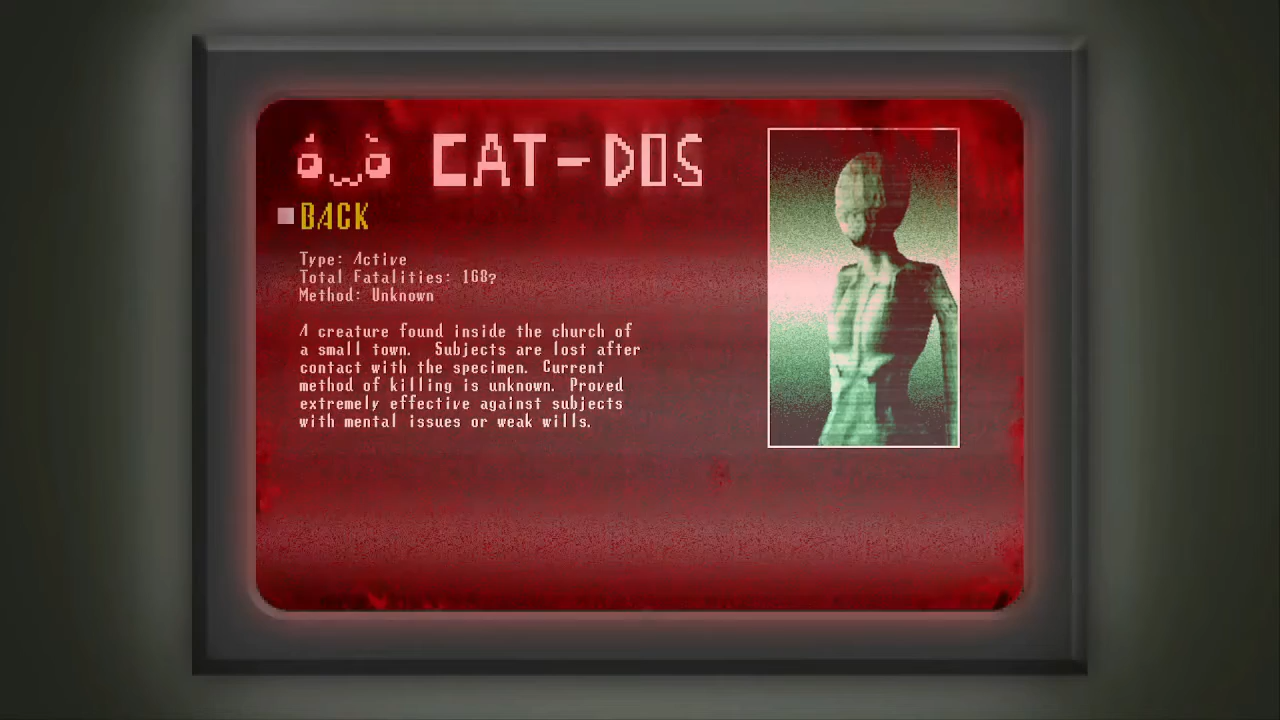 CAT-DOS
BACK
Type: Active
Total Fatalities: 168?
Method: Unknown
A creature found inside the church of
a small town. Subjects are lost after
contact with the specimen. Current
method of killing is unknown. Proved
extremely effective against subjects
with mental issues or weak wills.